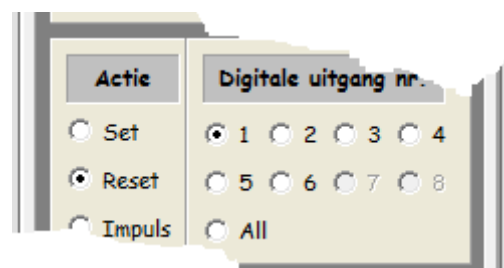 Actie Digitale uitgang nr.
Set 1 2 3 4
Reset 5 6 7 8
Impuls All